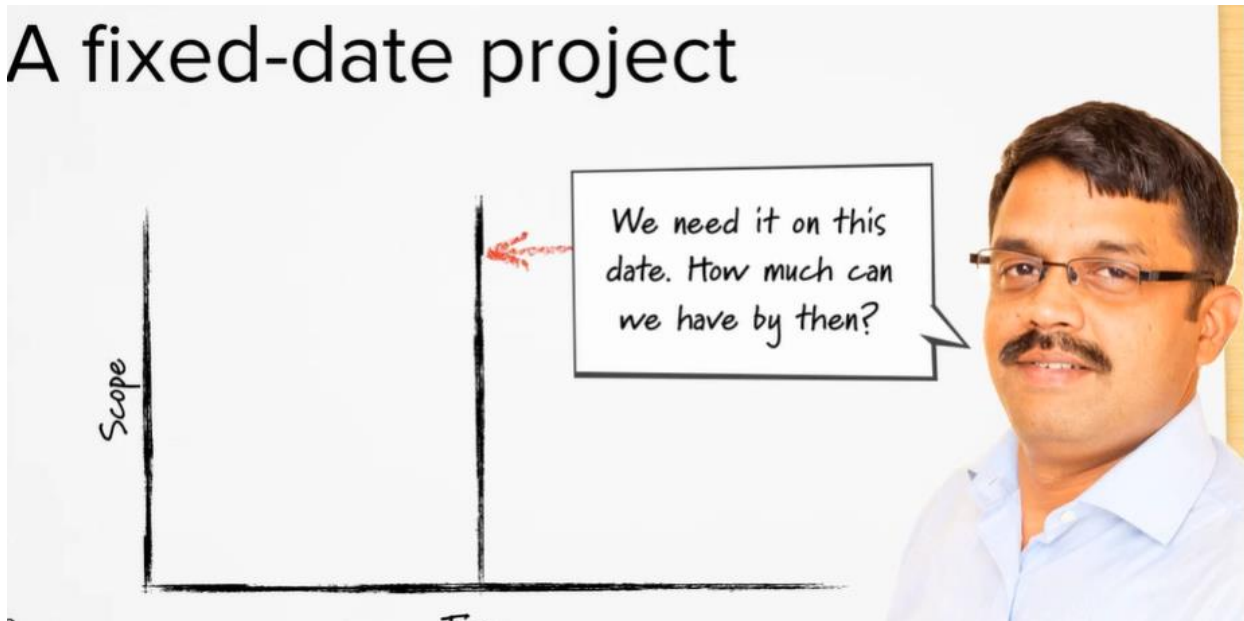 A fixed-date project
We need it on this
date. How much can
we have by then?
Scope